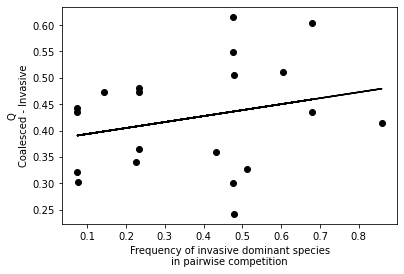 Q
Coalesced - Invasive
0.60
0.55
0.50
0.45
0.40
0.35
0.30
0.25
0.1 0.2 0.3 0.4 0.5 0.6 0.7 0.8
Frequency of invasive dominant species
in pairwise competition